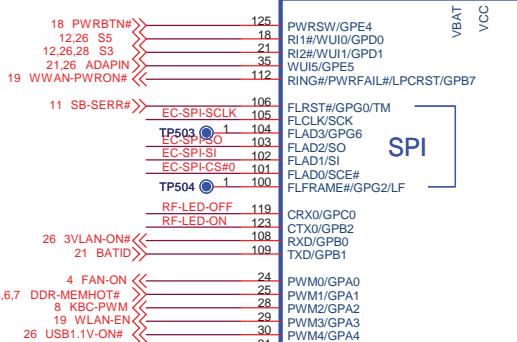 18 PWRBTN# 125 PWRSW/GPE4
12,26 S5 18 RI1#/WUI0/GPD0
12,26,28 S3 21 RI2#/WUI1/GPD1
21,26 ADAPIN 35 WUI5/GPE5
19 WWAN-PWRON# 112 RING#/PWRFAIL#/LPCRST/GPB7
VBAT
VCC
11 SB-SERR# 106 FLRST#/GPG0/TM
EC-SPI-SCLK 105 FLCLK/SCK
TP503 1 104 FLAD3/GPG6
EC-SPI-SO 103 FLAD2/SO
EC-SPI-SI 102 FLAD1/SI
EC-SPI-CS#0 101 FLAD0/SCE#
TP504 1 100 FLFRAME#/GPG2/LF
SPI
RF-LED-OFF 119 CRX0/GPC0
RF-LED-ON 123 CTX0/GPB2
26 3VLAN-ON# 108 RXD/GPB0
21 BATID 109 TXD/GPB1
4 FAN-ON 24 PWM0/GPA0
,6,7 DDR-MEMHOT# 25 PWM1/GPA1
8 KBC-PWM 28 PWM2/GPA2
19 WLAN-EN 29 PWM3/GPA3
26 USB1.1V-ON# 30 PWM4/GPA4